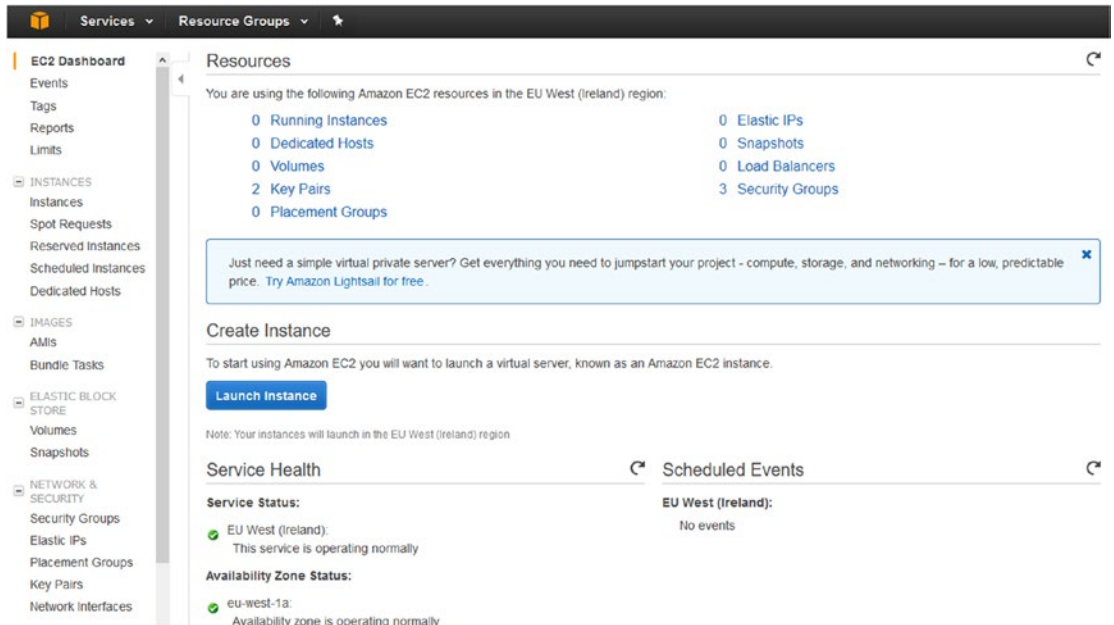 Services
Resource Groups
EC2 Dashboard
Events
Tags
Reports
Limits
INSTANCES
Instances
Spot Requests
Reserved Instances
Scheduled Instances
Dedicated Hosts
IMAGES
AMIs
Bundle Tasks
ELASTIC BLOCK
STORE
Volumes
Snapshots
NETWORK &
SECURITY
Security Groups
Elastic IPs
Placement Groups
Key Pairs
Network Interfaces
Resources
You are using the following Amazon EC2 resources in the EU West (Ireland) region:
0 Running Instances
0 Dedicated Hosts
0 Volumes
2 Key Pairs
0 Placement Groups
0 Elastic IPs
0 Snapshots
0 Load Balancers
3 Security Groups
Just need a simple virtual private server? Get everything you need to jumpstart your project - compute, storage, and networking – for a low, predictable
price. Try Amazon Lightsail for free.
Create Instance
To start using Amazon EC2 you will want to launch a virtual server, known as an Amazon EC2 instance.
Launch Instance
Note: Your instances will launch in the EU West (Ireland) region
Service Health
Service Status:
EU West (Ireland):
This service is operating normally
Availability Zone Status:
eu-west-1a:
Availability zone is operating normally
Scheduled Events
EU West (Ireland):
No events